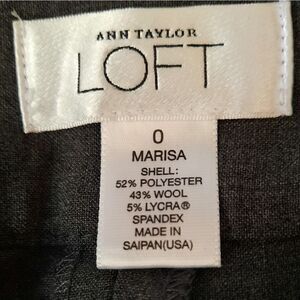 ANN TAYLOR
LOFT
0
MARISA
SHELL:
52% POLYESTER
43% WOOL
5% LYCRA®
SPANDEX
MADE IN
SAIPAN(USA)